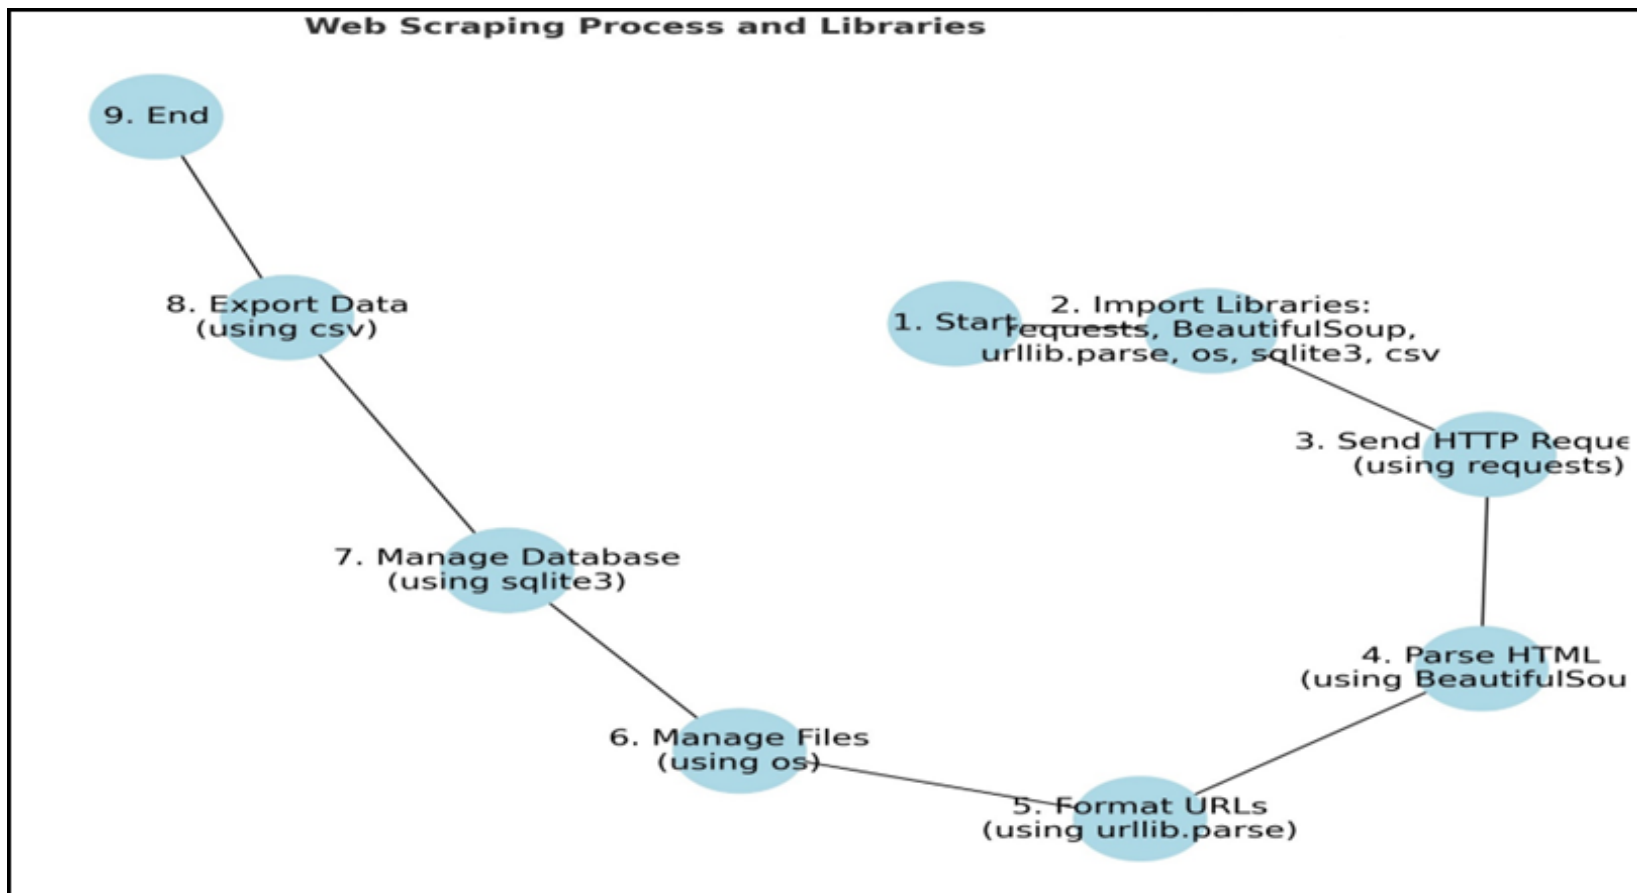 Web Scraping Process and Libraries
9. End
8. Export Data
(using csv)
1. Start
2. Import Libraries:
requests, BeautifulSoup,
urllib.parse, os, sqlite3, csv
3. Send HTTP Reque
(using requests)
4. Parse HTML
(using BeautifulSou
5. Format URLs
(using urllib.parse)
6. Manage Files
(using os)
7. Manage Database
(using sqlite3)